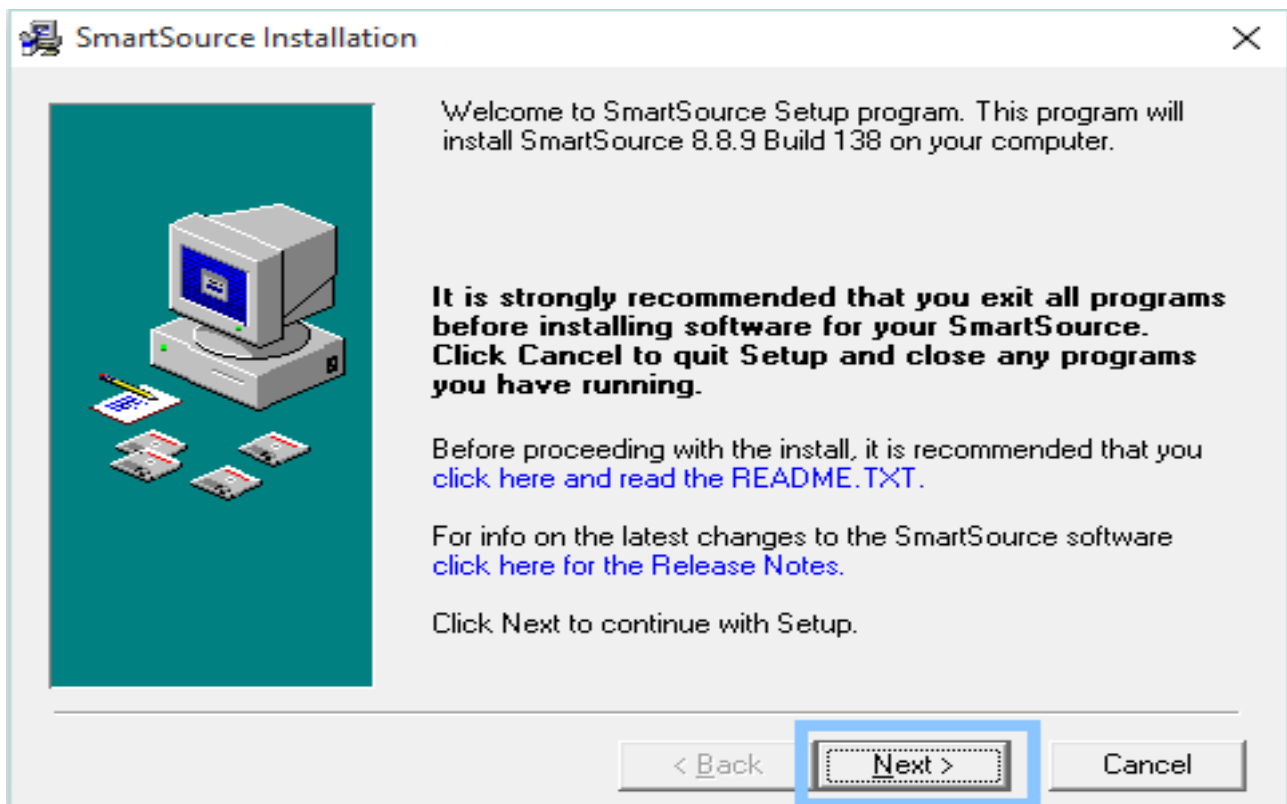 SmartSource Installation
Welcome to SmartSource Setup program. This program will
install SmartSource 8.8.9 Build 138 on your computer.
It is strongly recommended that you exit all programs
before installing software for your SmartSource.
Click Cancel to quit Setup and close any programs
you have running.
Before proceeding with the install, it is recommended that you
click here and read the README.TXT.
For info on the latest changes to the SmartSource software
click here for the Release Notes.
Click Next to continue with Setup.
< Back
Next >
Cancel